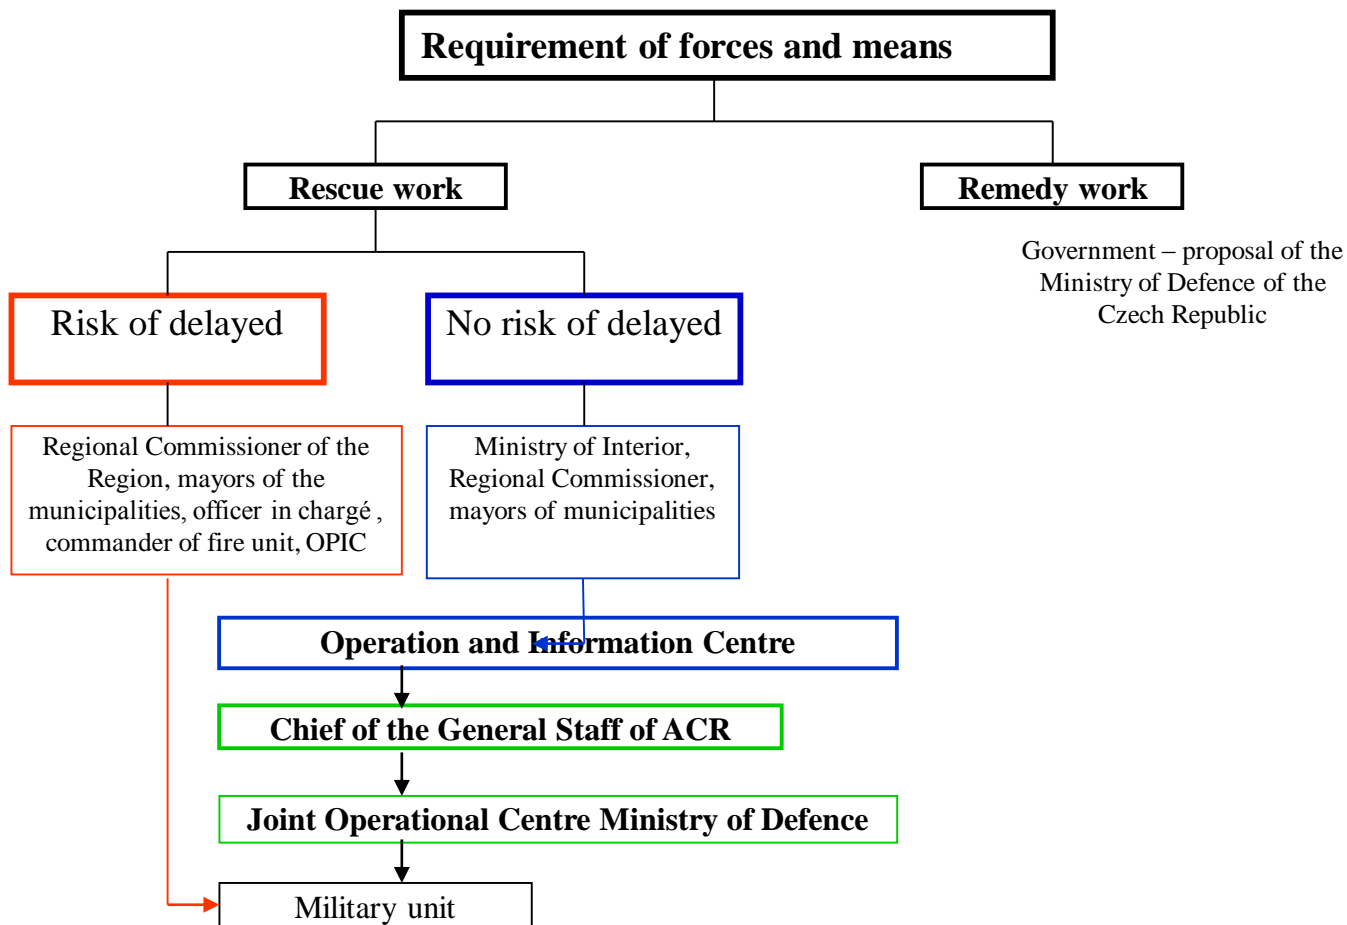 Requirement of forces and means
Rescue work
Remedy work
Government – proposal of the
Ministry of Defence of the
Czech Republic
Risk of delayed
No risk of delayed
Regional Commissioner of the
Region, mayors of the
municipalities, officer in chargé ,
commander of fire unit, OPIC
Ministry of Interior,
Regional Commissioner,
mayors of municipalities
Operation and Information Centre
Chief of the General Staff of ACR
Joint Operational Centre Ministry of Defence
Military unit